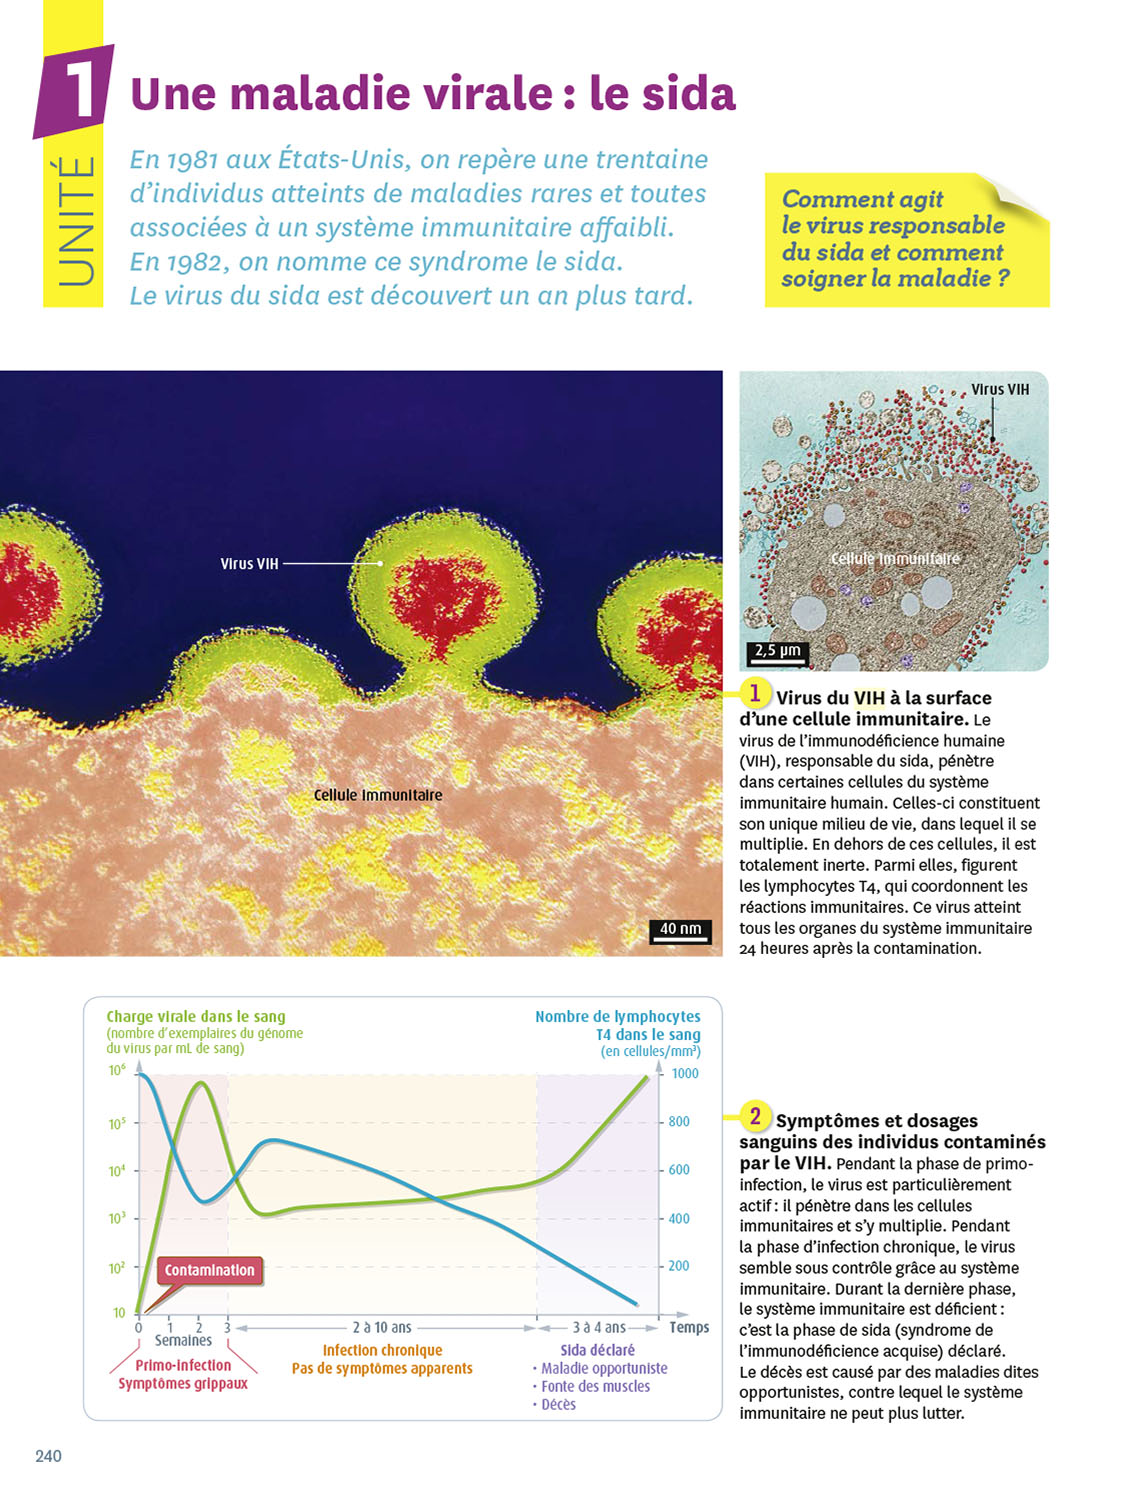 1
UNITÉ
Une maladie virale : le sida
En 1981 aux États-Unis, on repère une trentaine
d'individus atteints de maladies rares et toutes
associées à un système immunitaire affaibli.
En 1982, on nomme ce syndrome le sida.
Le virus du sida est découvert un an plus tard.
Comment agit
le virus responsable
du sida et comment
soigner la maladie ?
Virus VIH
Cellule immunitaire
40 nm
Virus VIH
Cellule immunitaire
2,5 µm
1 Virus du VIH à la surface
d'une cellule immunitaire. Le
virus de l'immunodéficience humaine
(VIH), responsable du sida, pénètre
dans certaines cellules du système
immunitaire humain. Celles-ci constituent
son unique milieu de vie, dans lequel il se
multiplie. En dehors de ces cellules, il est
totalement inerte. Parmi elles, figurent
les lymphocytes T4, qui coordonnent les
réactions immunitaires. Ce virus atteint
tous les organes du système immunitaire
24 heures après la contamination.
Charge virale dans le sang
(nombre d'exemplaires du génome
du virus par mL de sang)
Nombre de lymphocytes
T4 dans le sang
(en cellules/mm³)
10⁶
10⁵
10⁴
10³
10²
10
1000
800
600
400
200
Contamination
0 1 2 3
Semaines
2 à 10 ans
3 à 4 ans
Temps
Primo-infection
Symptômes grippaux
Infection chronique
Pas de symptômes apparents
Sida déclaré
• Maladie opportuniste
• Fonte des muscles
• Décès
2 Symptômes et dosages
sanguins des individus contaminés
par le VIH. Pendant la phase de primo-
infection, le virus est particulièrement
actif : il pénètre dans les cellules
immunitaires et s'y multiplie. Pendant
la phase d'infection chronique, le virus
semble sous contrôle grâce au système
immunitaire. Durant la dernière phase,
le système immunitaire est déficient :
c'est la phase de sida (syndrome de
l'immunodéficience acquise) déclaré.
Le décès est causé par des maladies dites
opportunistes, contre lequel le système
immunitaire ne peut plus lutter.
240